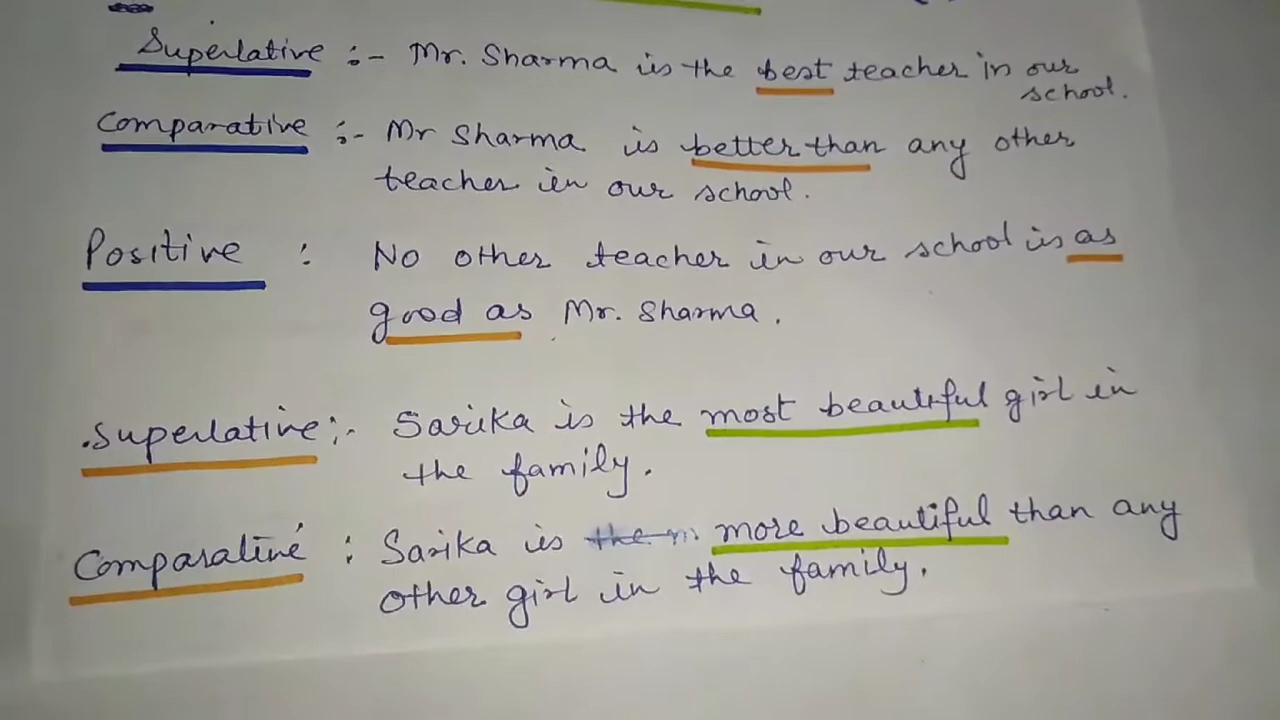 Superlative :- Mr. Sharma is the best teacher in our
school.
Comparative :- Mr Sharma is better than any other
teacher in our school.
Positive : No other teacher in our school is as
good as Mr. Sharma.
Superlative :- Sarika is the most beautiful girl in
the family.
Comparative : Sarika is the m more beautiful than any
other girl in the family.